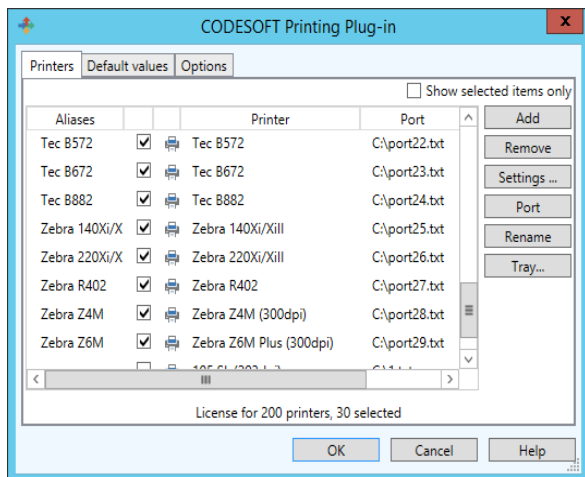 CODESOFT Printing Plug-in
x
Printers Default values Options
Show selected items only
Aliases Printer Port
Tec B572 Tec B572 C:\port22.txt
Tec B672 Tec B672 C:\port23.txt
Tec B882 Tec B882 C:\port24.txt
Zebra 140Xi/X Zebra 140Xi/XiII C:\port25.txt
Zebra 220Xi/X Zebra 220Xi/XiII C:\port26.txt
Zebra R402 Zebra R402 C:\port27.txt
Zebra Z4M Zebra Z4M (300dpi) C:\port28.txt
Zebra Z6M Zebra Z6M Plus (300dpi) C:\port29.txt
Add
Remove
Settings ...
Port
Rename
Tray...
License for 200 printers, 30 selected
OK Cancel Help